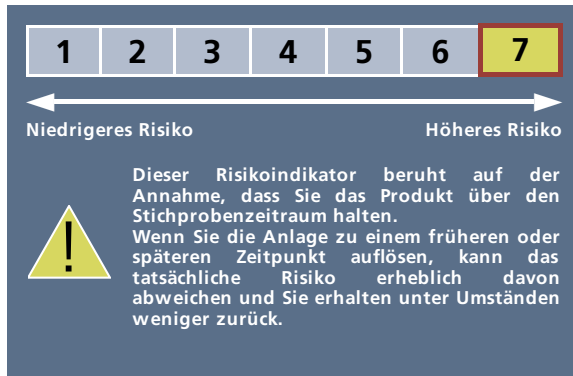 1 2 3 4 5 6 7
Niedrigeres Risiko Höheres Risiko
Dieser Risikoindikator beruht auf der
Annahme, dass Sie das Produkt über den
Stichprobenzeitraum halten.
Wenn Sie die Anlage zu einem früheren oder
späteren Zeitpunkt auflösen, kann das
tatsächliche Risiko erheblich davon
abweichen und Sie erhalten unter Umständen
weniger zurück.
!